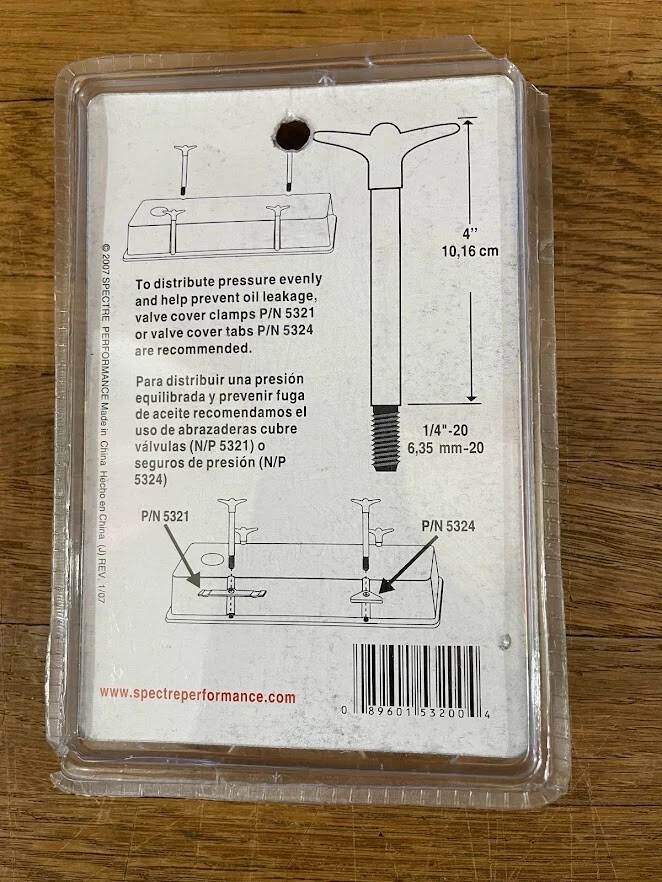 4’’
10,16 cm
To distribute pressure evenly
and help prevent oil leakage,
valve cover clamps P/N 5321
or valve cover tabs P/N 5324
are recommended.
Para distribuir una presión
equilibrada y prevenir fuga
de aceite recomendamos el
uso de abrazaderas cubre
válvulas (N/P 5321) o
seguros de presión (N/P
5324)
1/4"-20
6,35 mm-20
© 2007 SPECTRE PERFORMANCE Made in China Hecho en China (J) REV. 1/07
P/N 5321
P/N 5324
www.spectreperformance.com
0 89601 53200 4